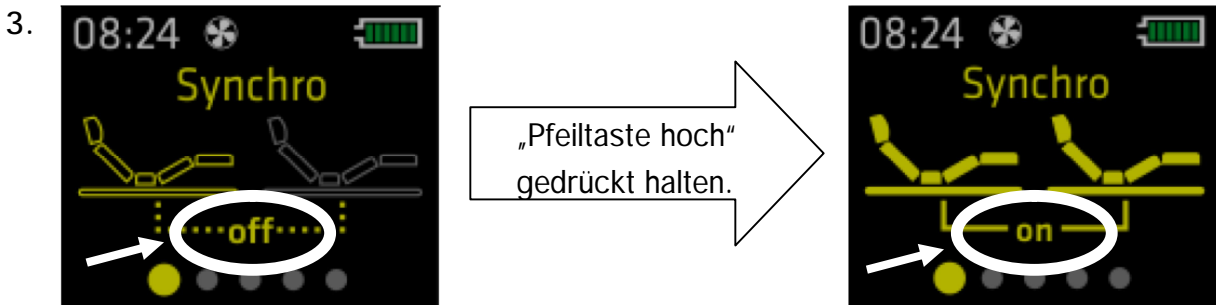 3.
08:24
Synchro
off
„Pfeiltaste hoch“
gedrückt halten.
08:24
Synchro
on